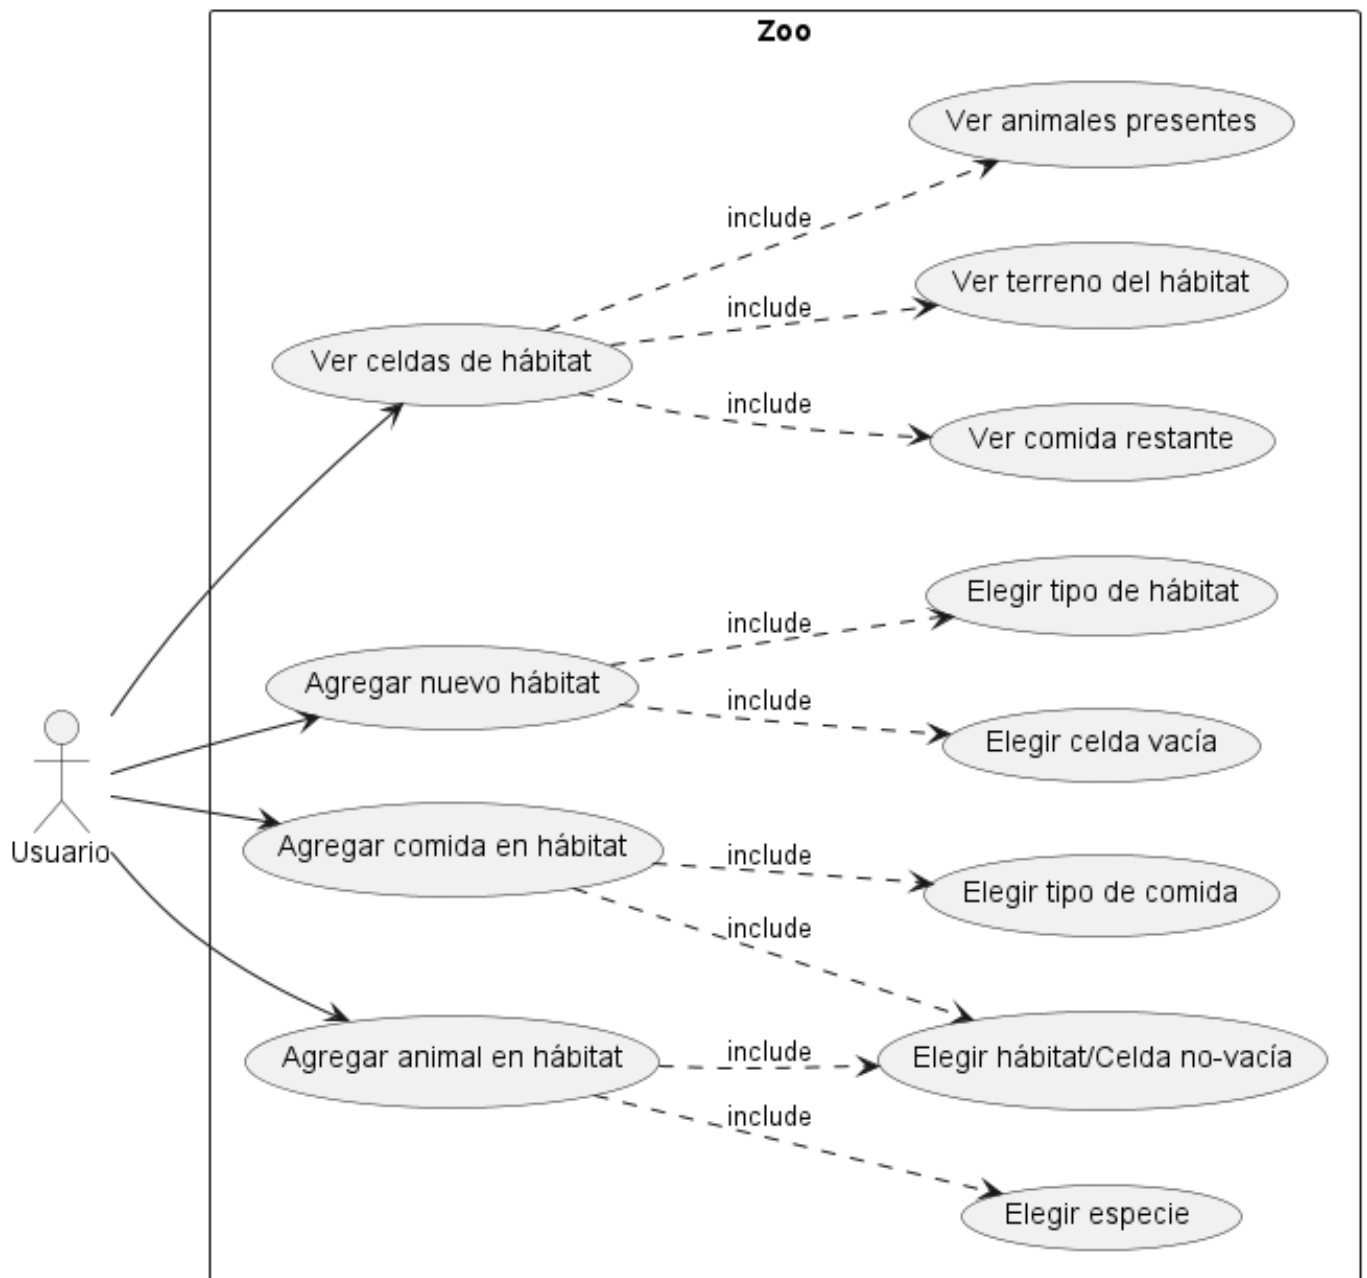 Zoo
Ver animales presentes
include
Ver terreno del hábitat
include
Ver celdas de hábitat
include
Ver comida restante
Elegir tipo de hábitat
include
Agregar nuevo hábitat
include
Elegir celda vacía
Usuario
Agregar comida en hábitat
include
Elegir tipo de comida
include
Agregar animal en hábitat
include
Elegir hábitat/Celda no-vacía
include
Elegir especie